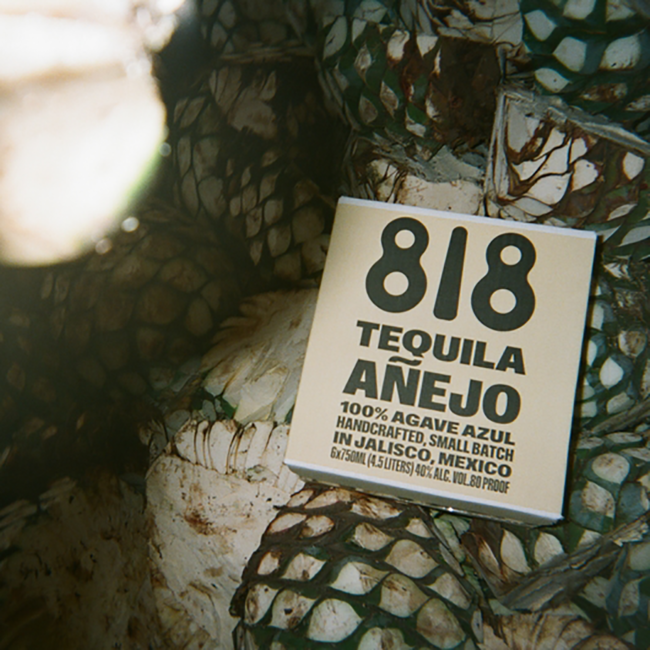 818
TEQUILA
AÑEJO
100% AGAVE AZUL
HANDCRAFTED, SMALL BATCH
IN JALISCO, MEXICO
6x750ML (4.5 LITERS) 40% ALC. VOL.80 PROOF